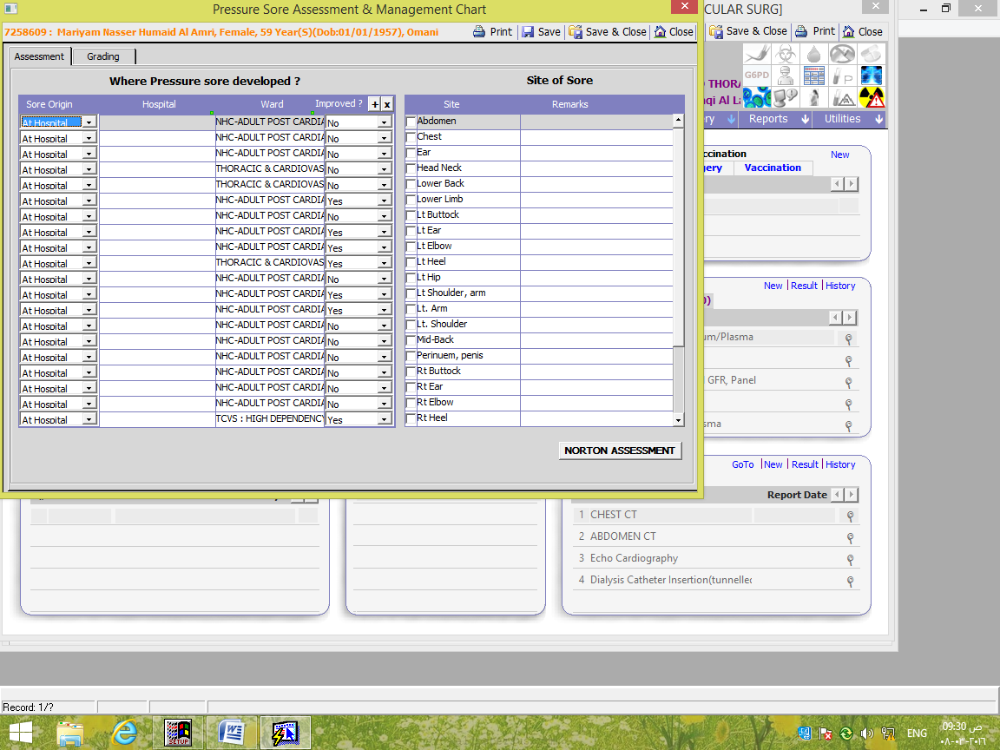 Pressure Sore Assessment & Management Chart
CULAR SURG]
7258609 : Mariyam Nasser Humaid Al Amri, Female, 59 Year(S)(Dob:01/01/1957), Omani
Print Save Save & Close Close
Save & Close Print Close
Assessment Grading
G6PD
THORA
qi Al La
ry Reports Utilities
Where Pressure sore developed ?
Site of Sore
Sore Origin Hospital Ward Improved ? + x
Site Remarks
At Hospital NHC-ADULT POST CARDIA No Abdomen
At Hospital NHC-ADULT POST CARDIA No Chest
At Hospital NHC-ADULT POST CARDIA No Ear
At Hospital THORACIC & CARDIOVAS No Head Neck
At Hospital THORACIC & CARDIOVAS No Lower Back
At Hospital NHC-ADULT POST CARDIA Yes Lower Limb
At Hospital NHC-ADULT POST CARDIA No Lt Buttock
At Hospital NHC-ADULT POST CARDIA Yes Lt Ear
At Hospital NHC-ADULT POST CARDIA Yes Lt Elbow
At Hospital THORACIC & CARDIOVAS Yes Lt Heel
At Hospital NHC-ADULT POST CARDIA No Lt Hip
At Hospital NHC-ADULT POST CARDIA Yes Lt Shoulder, arm
At Hospital NHC-ADULT POST CARDIA Yes Lt. Arm
At Hospital NHC-ADULT POST CARDIA No Lt. Shoulder
At Hospital NHC-ADULT POST CARDIA No Mid-Back
At Hospital NHC-ADULT POST CARDIA No Perinuem, penis
At Hospital NHC-ADULT POST CARDIA No Rt Buttock
At Hospital NHC-ADULT POST CARDIA No Rt Ear
At Hospital NHC-ADULT POST CARDIA No Rt Elbow
At Hospital TCVS : HIGH DEPENDENCY Yes Rt Heel
NORTON ASSESSMENT
ccination New
ery Vaccination
New Result History
0)
um/Plasma
GFR, Panel
sma
GoTo New Result History
Report Date
1 CHEST CT
2 ABDOMEN CT
3 Echo Cardiography
4 Dialysis Catheter Insertion(tunnellec
Record: 1/?
SETUP
ENG
09:30 ص
٠٨-٠٣-٢٠١٦